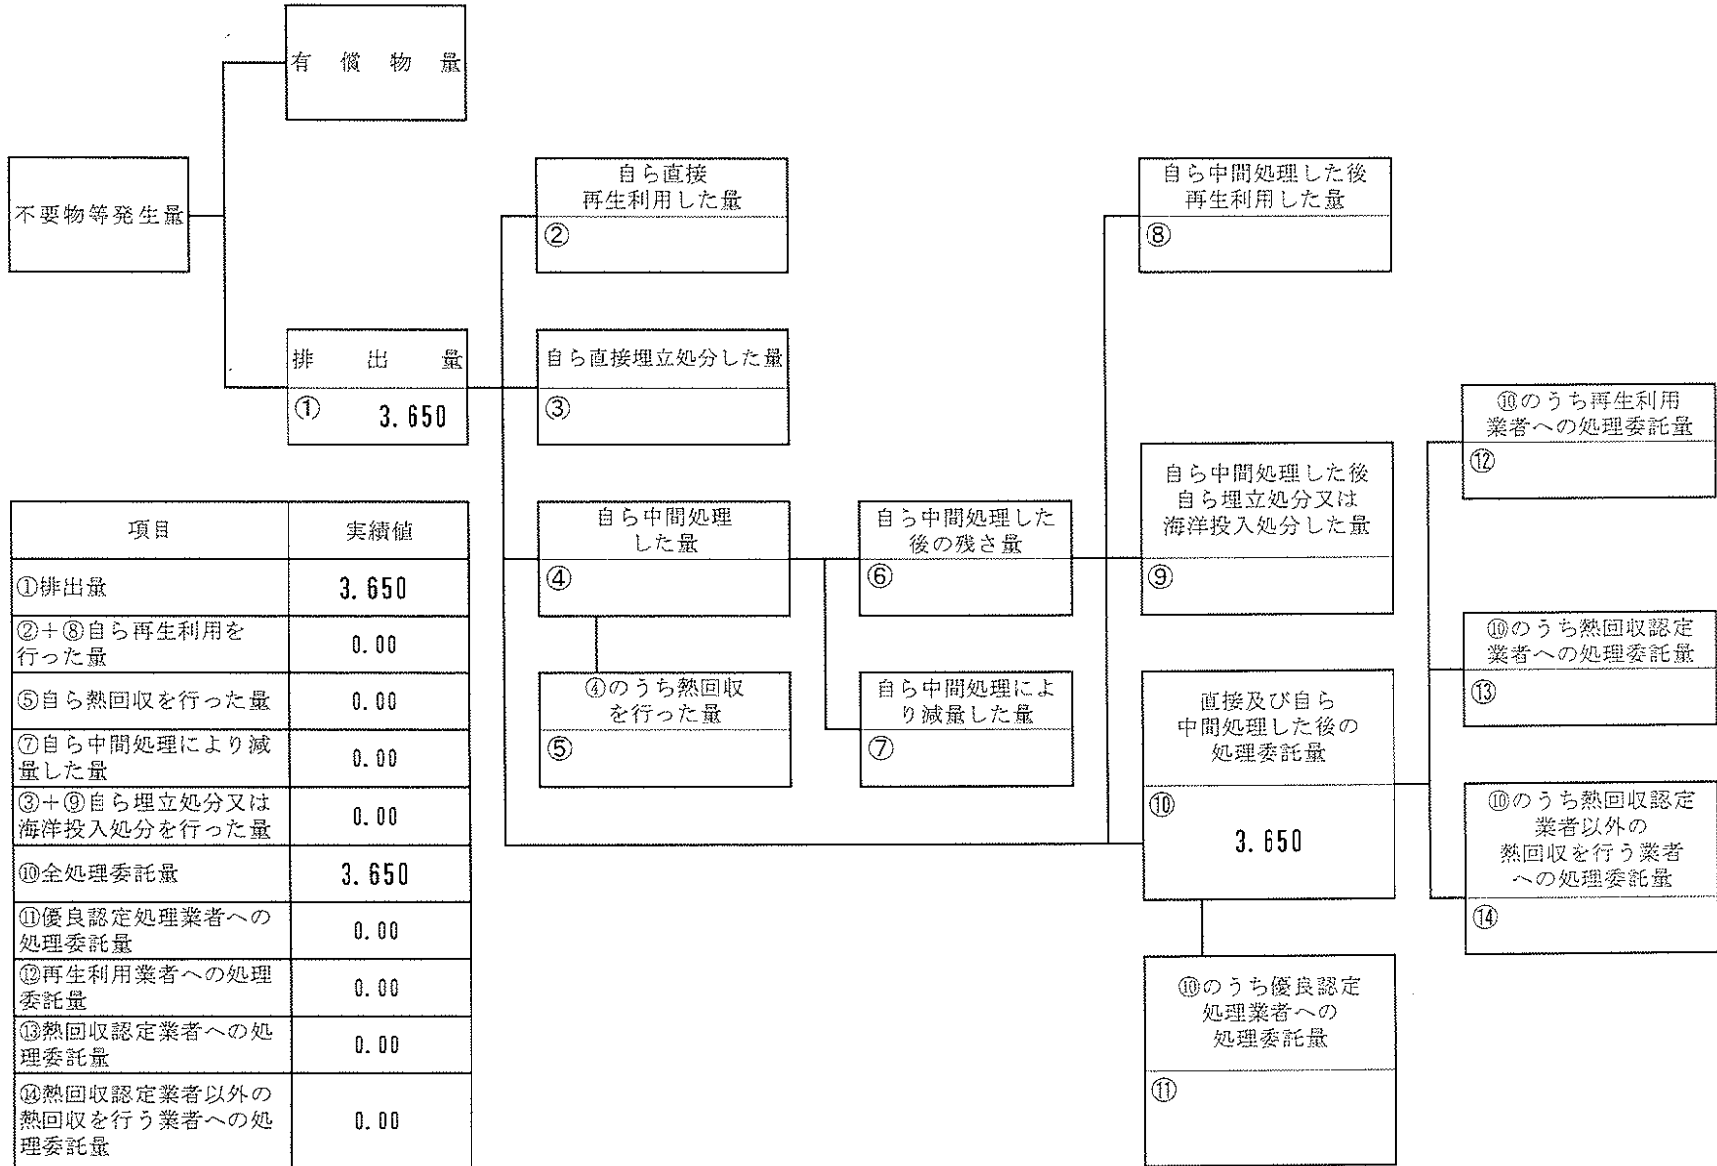 有償物量
不要物等発生量
排出量
① 3.650
自ら直接
再生利用した量
②
自ら直接埋立処分した量
③
自ら中間処理
した量
④
④のうち熱回収
を行った量
⑤
自ら中間処理した
後の残さ量
⑥
自ら中間処理によ
り減量した量
⑦
自ら中間処理した後
再生利用した量
⑧
自ら中間処理した後
自ら埋立処分又は
海洋投入処分した量
⑨
直接及び自ら
中間処理した後の
処理委託量
⑩
3.650
⑩のうち優良認定
処理業者への
処理委託量
⑪
⑩のうち再生利用
業者への処理委託量
⑫
⑩のうち熱回収認定
業者への処理委託量
⑬
⑩のうち熱回収認定
業者以外の
熱回収を行う業者
への処理委託量
⑭
項目 実績値
①排出量 3.650
②+⑧自ら再生利用を
行った量 0.00
⑤自ら熱回収を行った量 0.00
⑦自ら中間処理により減
量した量 0.00
③+⑨自ら埋立処分又は
海洋投入処分を行った量 0.00
⑩全処理委託量 3.650
⑪優良認定処理業者への
処理委託量 0.00
⑫再生利用業者への処理
委託量 0.00
⑬熱回収認定業者への処
理委託量 0.00
⑭熱回収認定業者以外の
熱回収を行う業者への処
理委託量 0.00